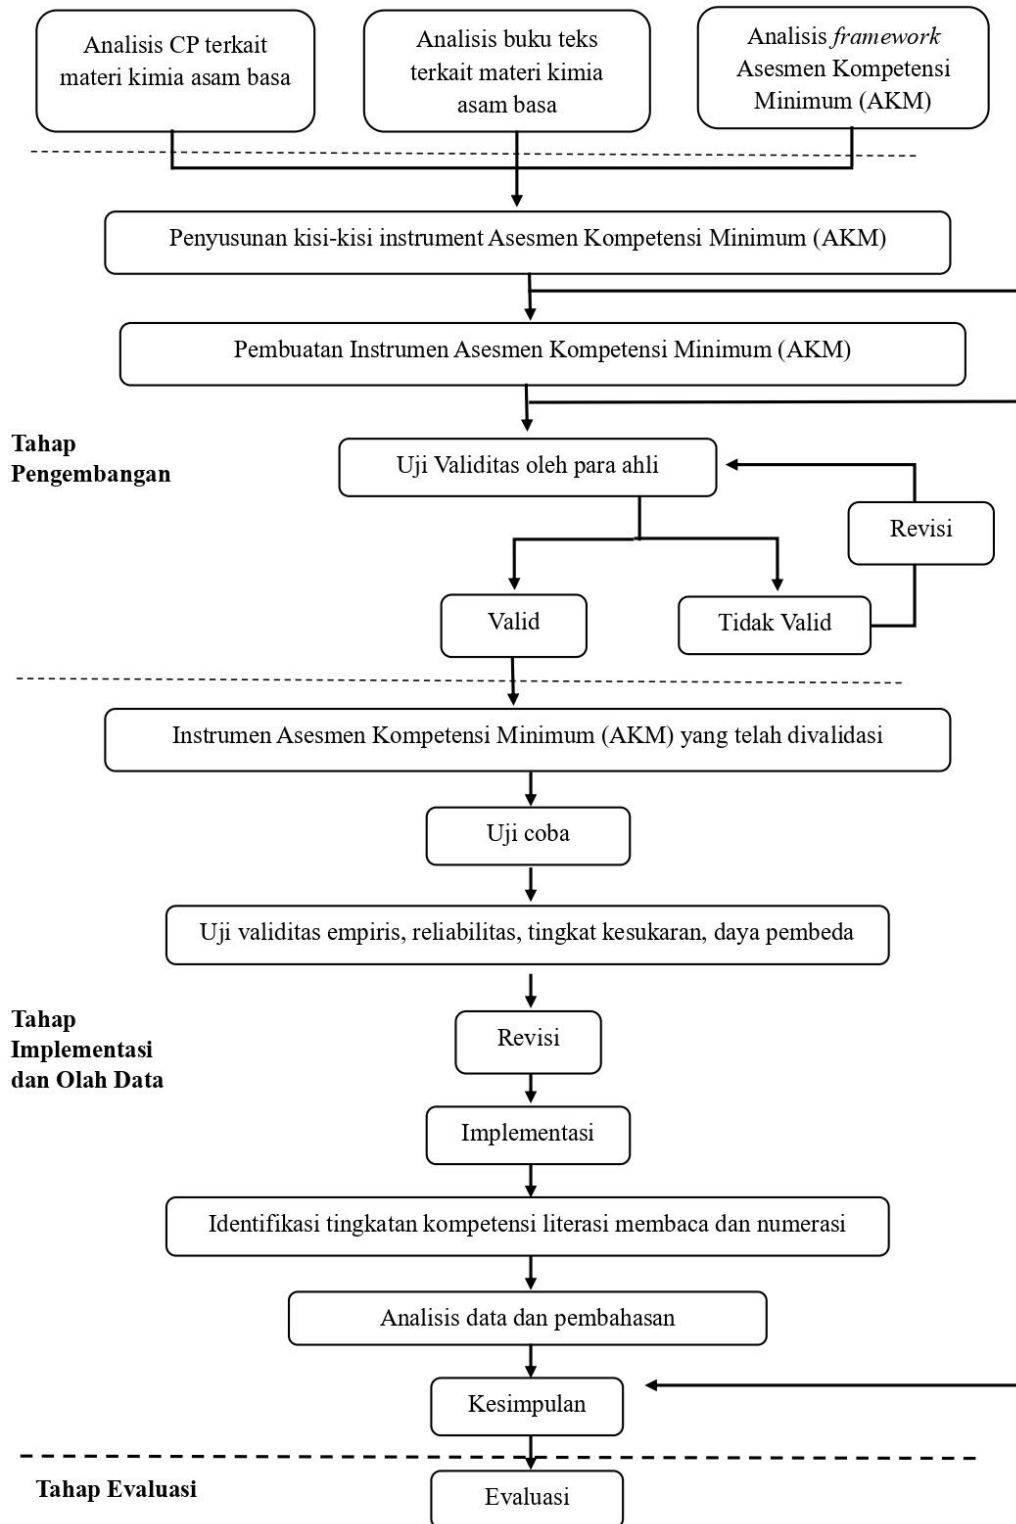 Analisis CP terkait
materi kimia asam basa
Analisis buku teks
terkait materi kimia
asam basa
Analisis framework
Asesmen Kompetensi
Minimum (AKM)
Penyusunan kisi-kisi instrument Asesmen Kompetensi Minimum (AKM)
Pembuatan Instrumen Asesmen Kompetensi Minimum (AKM)
Tahap
Pengembangan
Uji Validitas oleh para ahli
Revisi
Valid
Tidak Valid
Instrumen Asesmen Kompetensi Minimum (AKM) yang telah divalidasi
Uji coba
Uji validitas empiris, reliabilitas, tingkat kesukaran, daya pembeda
Tahap
Implementasi
dan Olah Data
Revisi
Implementasi
Identifikasi tingkatan kompetensi literasi membaca dan numerasi
Analisis data dan pembahasan
Kesimpulan
Tahap Evaluasi
Evaluasi